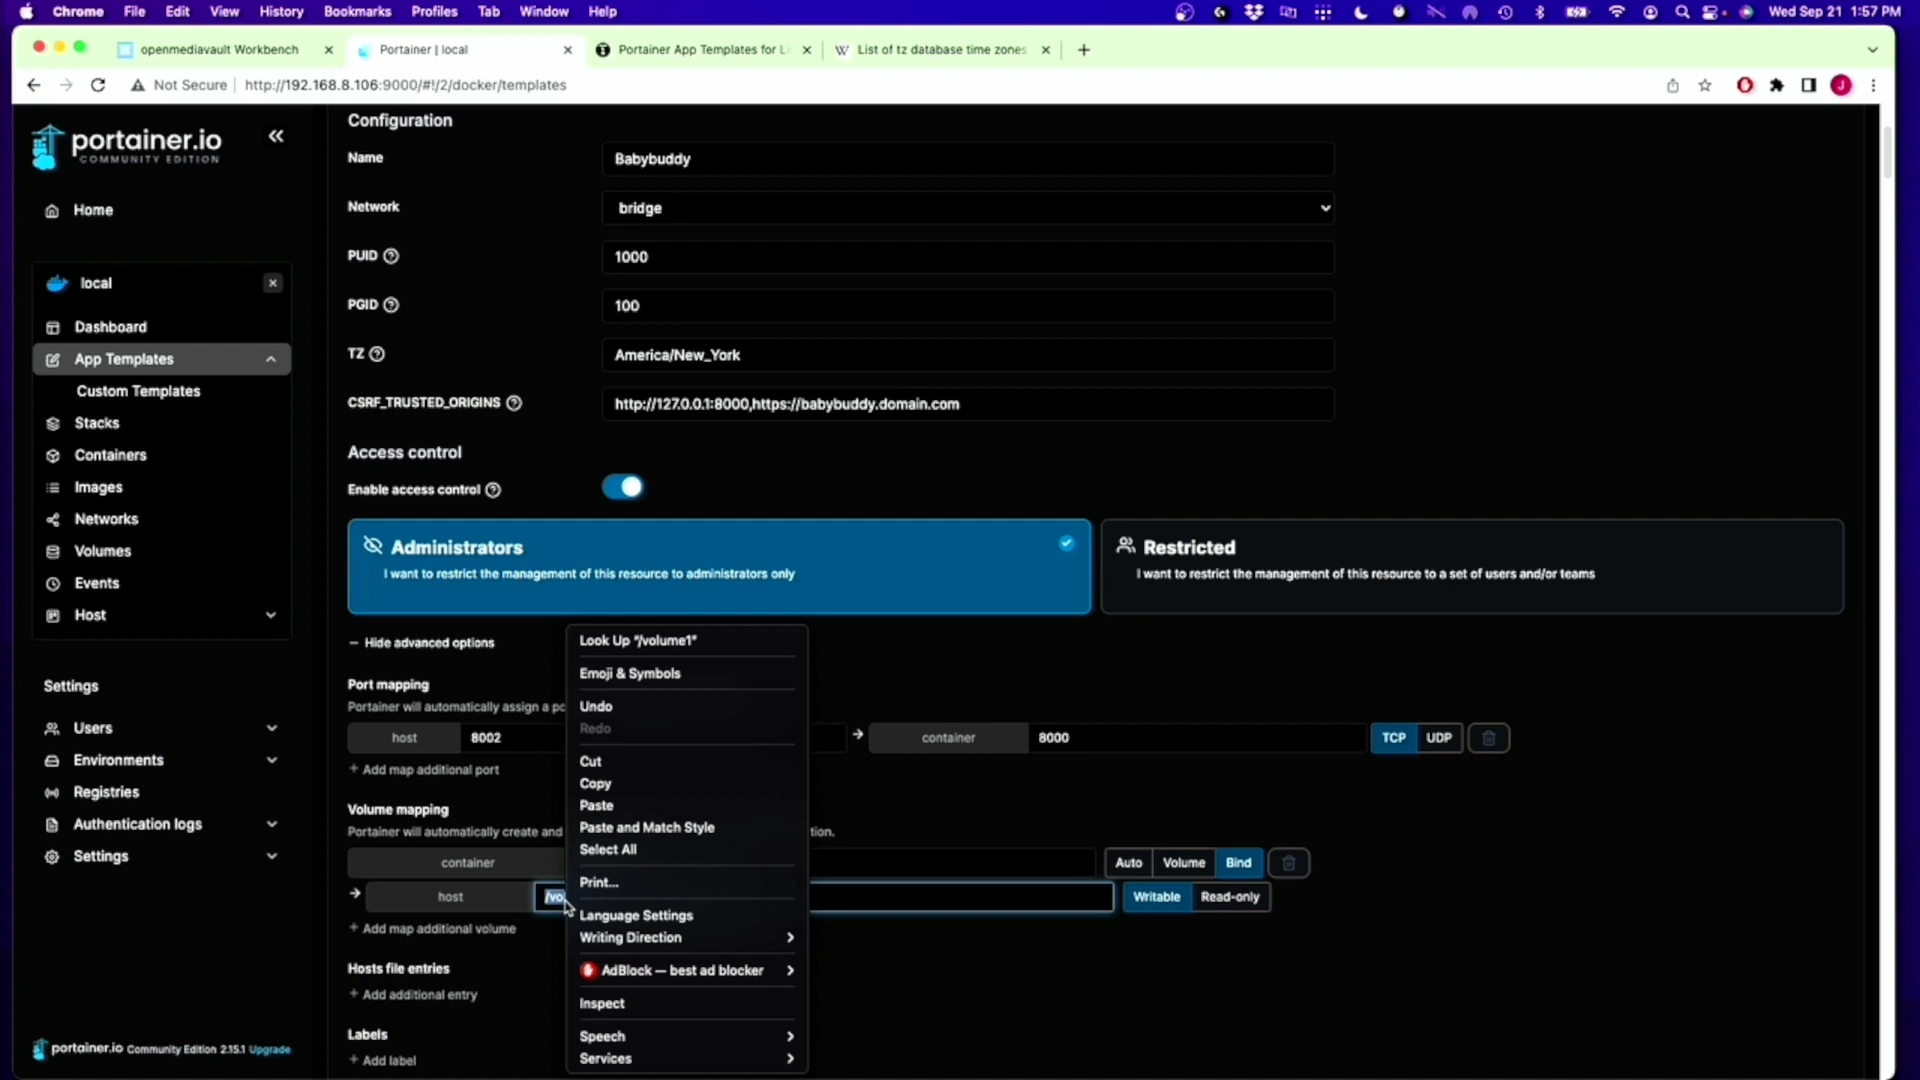 Chrome File Edit View History Bookmarks Profiles Tab Window Help Wed Sep 21 1:57 PM
openmediavault Workbench Portainer | local Portainer App Templates for L List of tz database time zones
Not Secure http://192.168.8.106:9000/#!/2/docker/templates
portainer.io
COMMUNITY EDITION
Home
local
Dashboard
App Templates
Custom Templates
Stacks
Containers
Images
Networks
Volumes
Events
Host
Settings
Users
Environments
Registries
Authentication logs
Settings
portainer.io Community Edition 2.15.1 Upgrade
Configuration
Name Babybuddy
Network bridge
PUID 1000
PGID 100
TZ America/New_York
CSRF_TRUSTED_ORIGINS http://127.0.0.1:8000,https://babybuddy.domain.com
Access control
Enable access control
Administrators
I want to restrict the management of this resource to administrators only
Restricted
I want to restrict the management of this resource to a set of users and/or teams
Hide advanced options
Port mapping
Portainer will automatically assign a po
host 8002 container 8000 TCP UDP
+ Add map additional port
Volume mapping
Portainer will automatically create and tion.
container Auto Volume Bind
host /vo Writable Read-only
+ Add map additional volume
Hosts file entries
+ Add additional entry
Labels
+ Add label
Look Up "/volume1"
Emoji & Symbols
Undo
Redo
Cut
Copy
Paste
Paste and Match Style
Select All
Print...
Language Settings
Writing Direction
AdBlock — best ad blocker
Inspect
Speech
Services